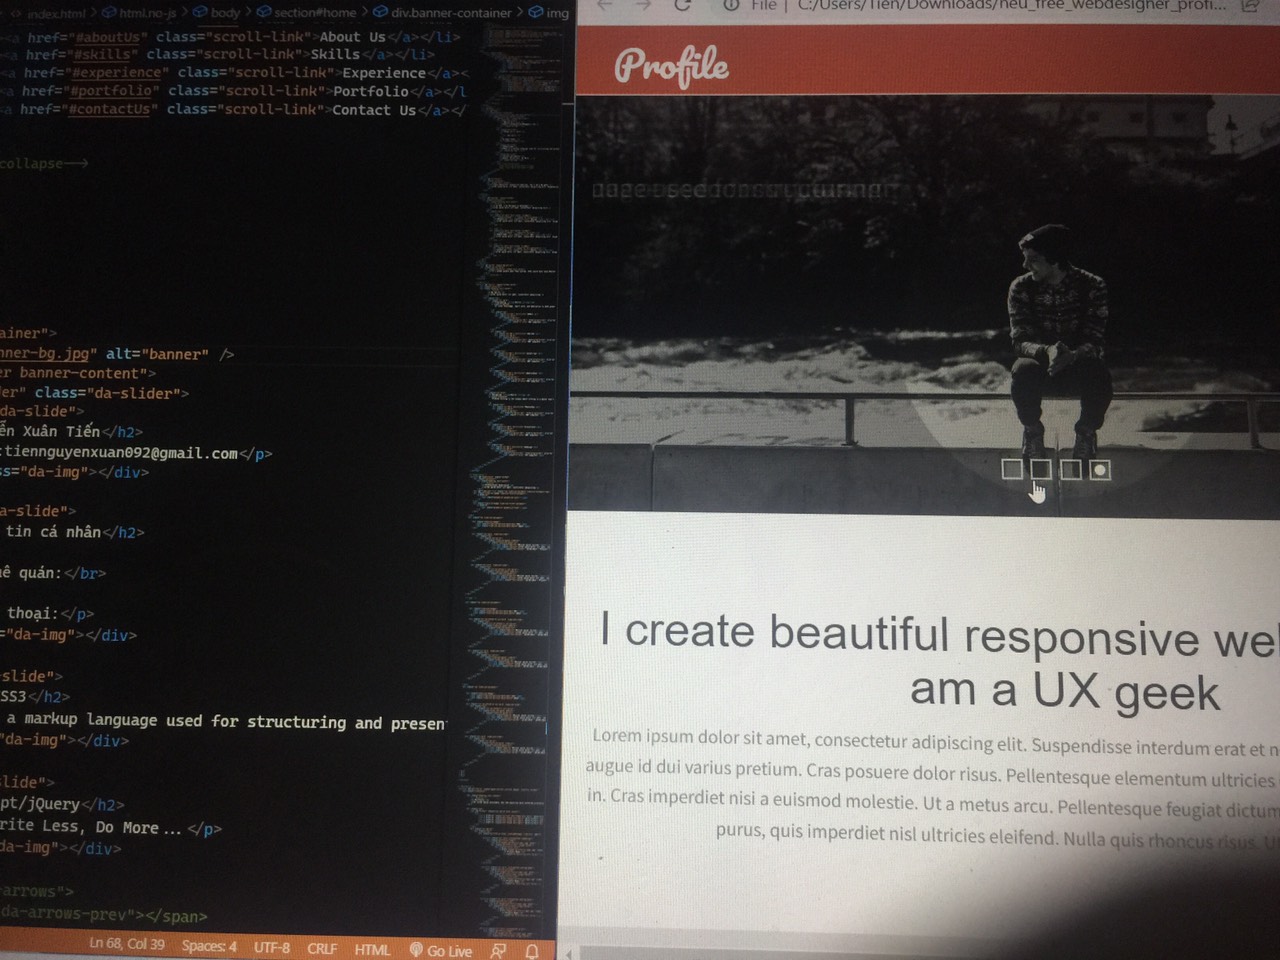 index.html > html.no-js > body > section#home > div.banner-container > img
<a href="#aboutUs" class="scroll-link">About Us</a></li>
<a href="#skills" class="scroll-link">Skills</a></li>
<a href="#experience" class="scroll-link">Experience</a><
<a href="#portfolio" class="scroll-link">Portfolio</a></l
<a href="#contactUs" class="scroll-link">Contact Us</a></
collapse-->
ainer">
nner-bg.jpg" alt="banner" />
er banner-content">
der" class="da-slider">
da-slide">
ễn Xuân Tiến</h2>
:tiennguyenxuan092@gmail.com</p>
ss="da-img"></div>
a-slide">
tin cá nhân</h2>
ê quán:</br>
thoại:</p>
="da-img"></div>
-slide">
SS3</h2>
a markup language used for structuring and presen
"da-img"></div>
lide">
pt/jQuery</h2>
rite Less, Do More...</p>
da-img"></div>
arrows">
da-arrows-prev"></span>
Ln 68, Col 39 Spaces: 4 UTF-8 CRLF HTML Go Live
File | C:/Users/Tien/Downloads/neu_free_webdesigner_profi...
Profile
I create beautiful responsive we
am a UX geek
Lorem ipsum dolor sit amet, consectetur adipiscing elit. Suspendisse interdum erat et n
augue id dui varius pretium. Cras posuere dolor risus. Pellentesque elementum ultricies
in. Cras imperdiet nisi a euismod molestie. Ut a metus arcu. Pellentesque feugiat dictum
purus, quis imperdiet nisl ultricies eleifend. Nulla quis rhoncus risus. U